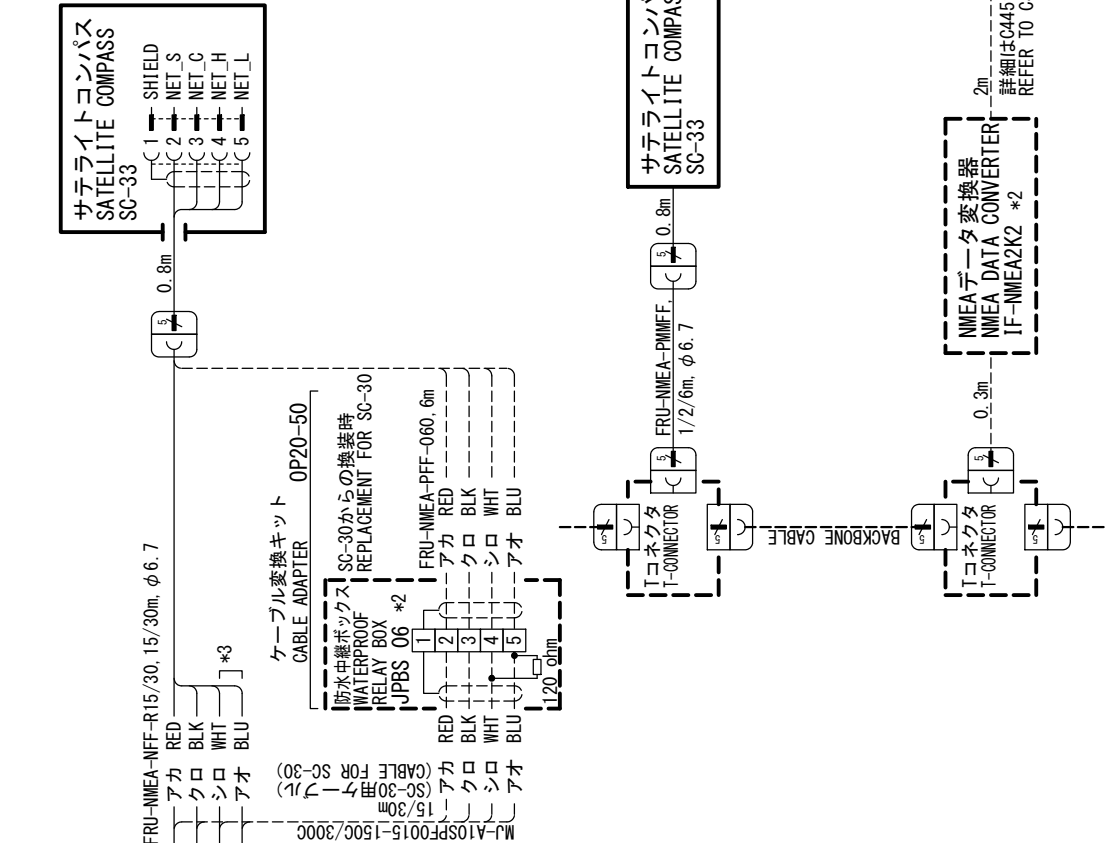 サテライトコンパス
SATELLITE COMPASS
SC-33
1 SHIELD
2 NET_S
3 NET_C
4 NET_H
5 NET_L
0.8m
5
FRU-NMEA-NFF-R15/30, 15/30m, φ6.7
アカ RED
クロ BLK
シロ WHT
アオ BLU
*3
ケーブル変換キット
CABLE ADAPTER OP20-50
SC-30からの換装時
REPLACEMENT FOR SC-30
FRU-NMEA-PFF-060, 6m
アカ RED
クロ BLK
シロ WHT
アオ BLU
防水中継ボックス
WATERPROOF
RELAY BOX
JPBS 06 *2
1
2
3
4
5
120 ohm
アカ RED
クロ BLK
シロ WHT
アオ BLU
MJ-A10SPF0015-150C/300C
15/30m
(SC-30用ケーブル)
(CABLE FOR SC-30)
サテライトコンパ
SATELLITE COMPAS
SC-33
0.8m
5
FRU-NMEA-PMMFF,
1/2/6m, φ6.7
5
5
Tコネクタ
T-CONNECTOR
5
BACKBONE CABLE
2m
詳細はC445
REFER TO C
NMEAデータ変換器
NMEA DATA CONVERTER
IF-NMEA2K2 *2
0.3m
5
5
Tコネクタ
T-CONNECTOR
5